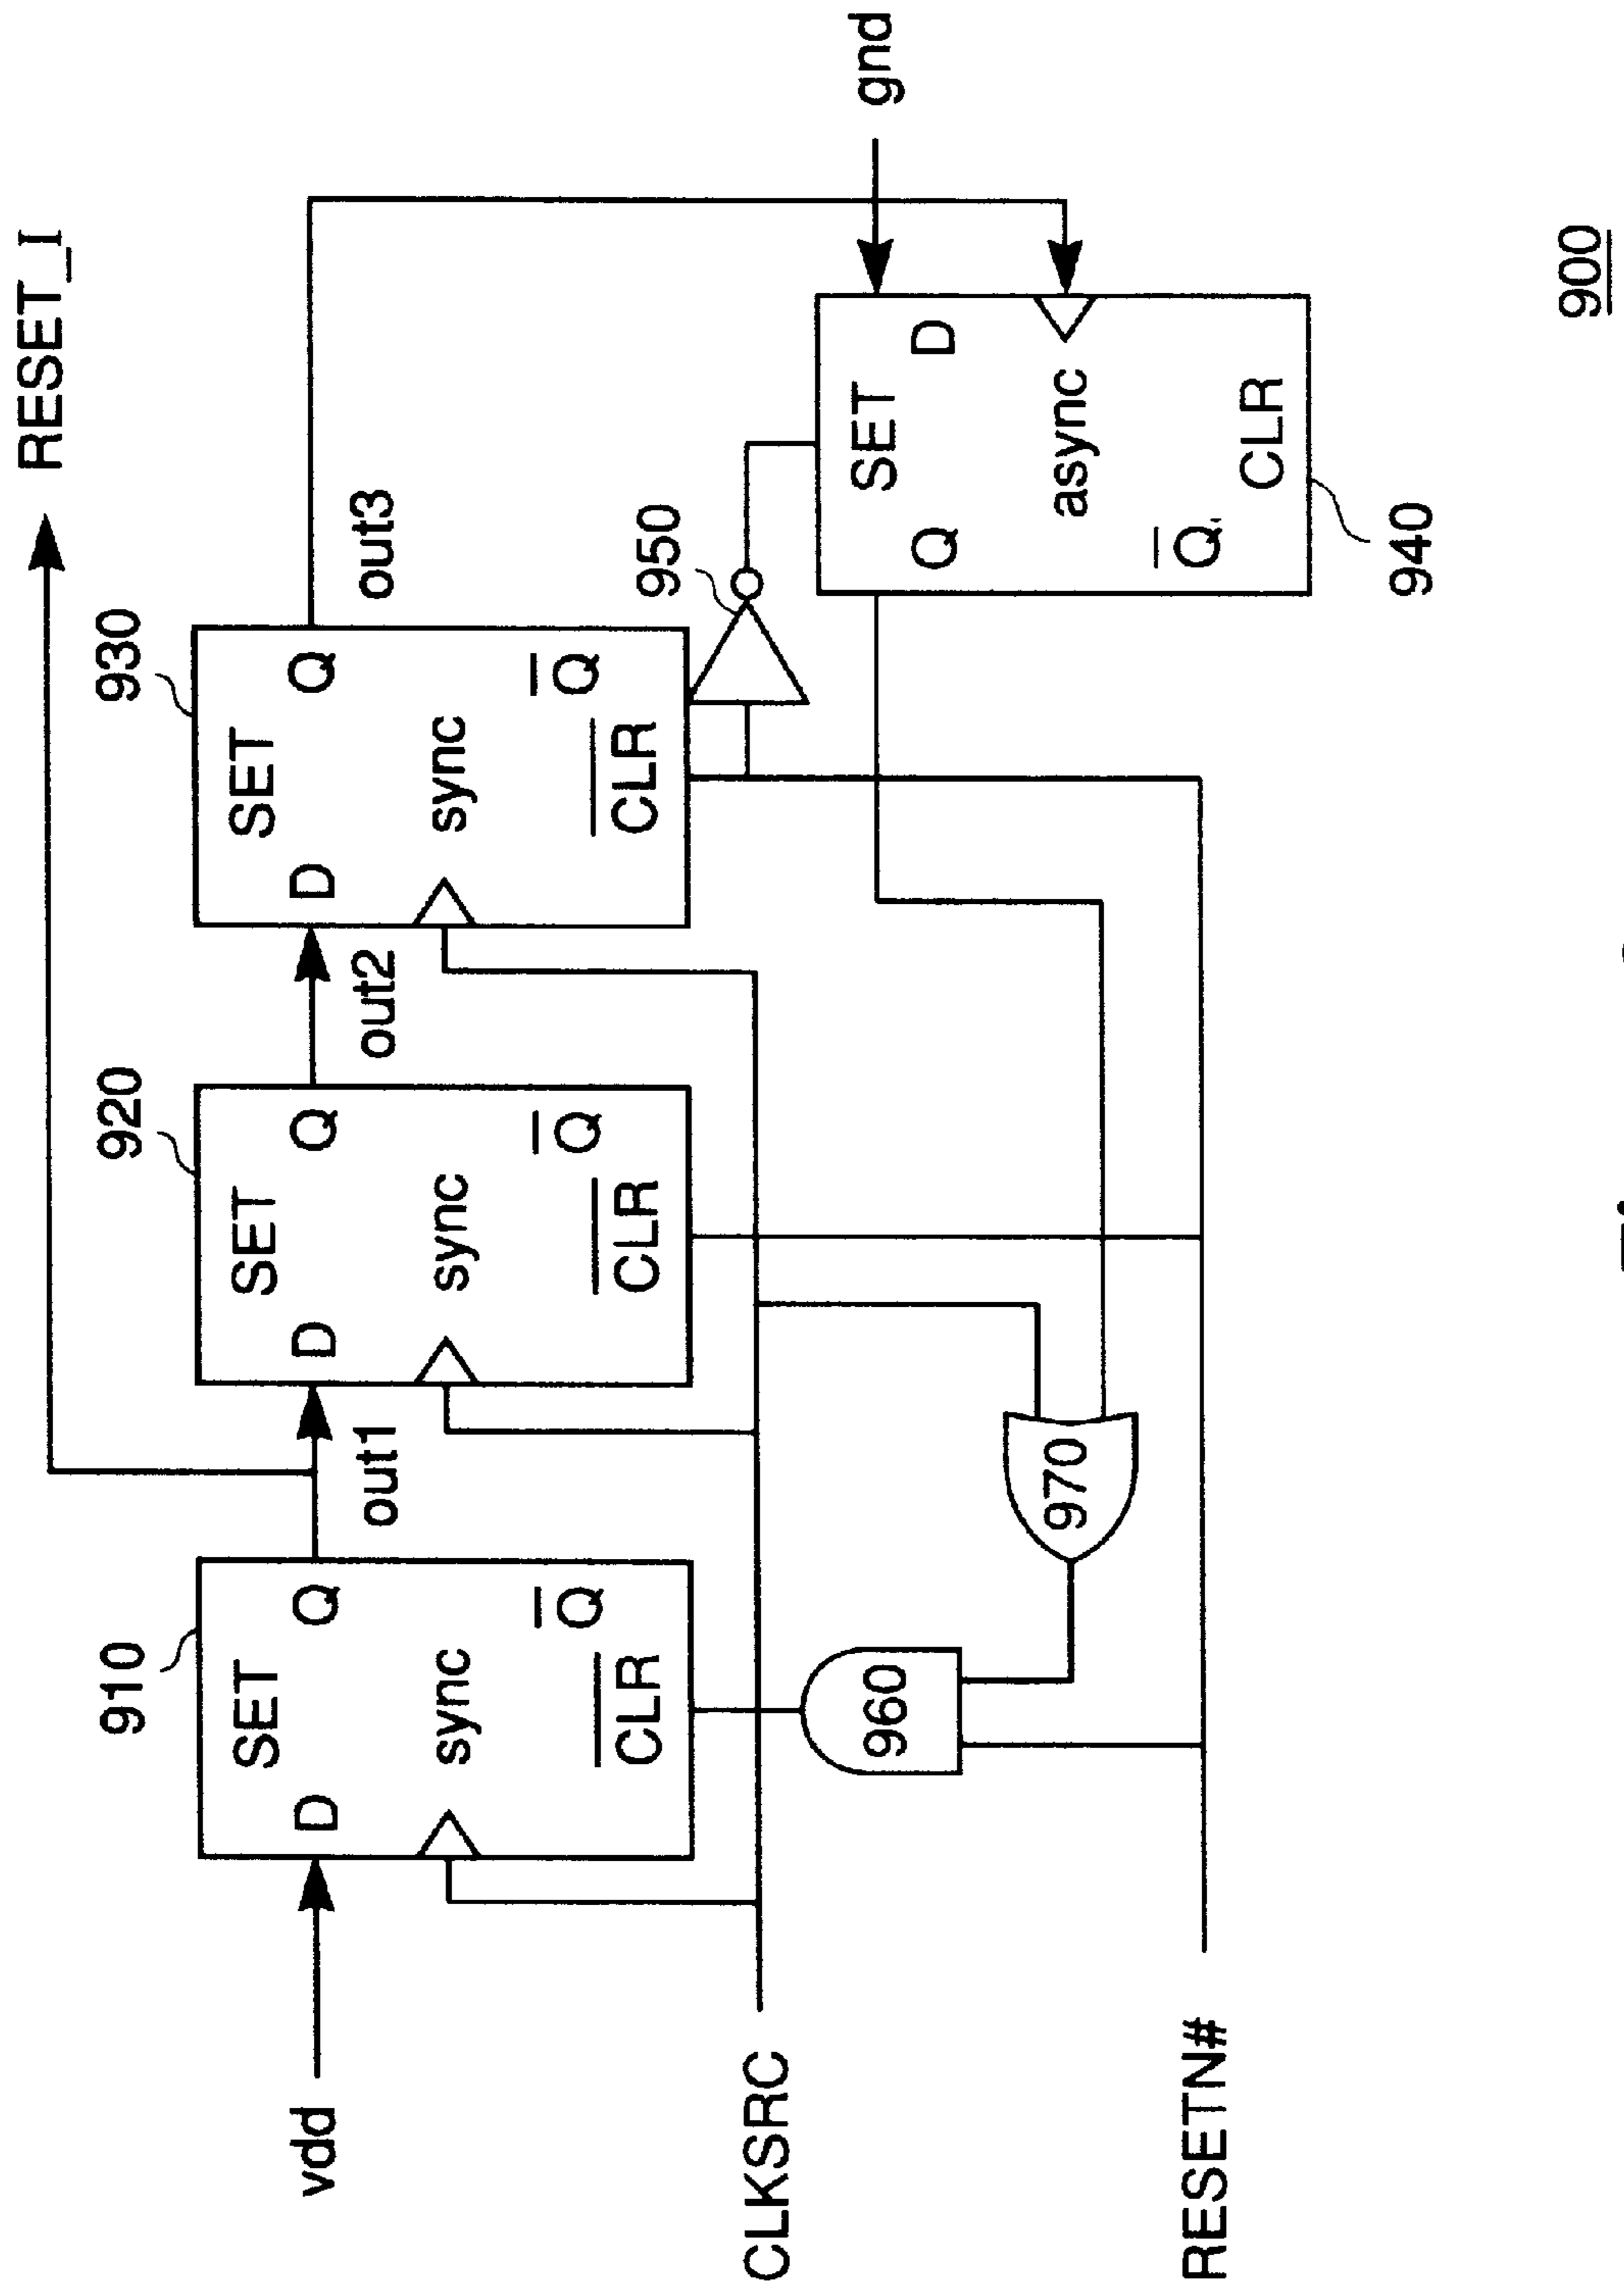 RESET_I
910
920
930
SET
D
Q
sync
Q
CLR
SET
D
Q
sync
Q
CLR
SET
D
Q
sync
Q
CLR
vdd
out1
out2
out3
gnd
950
SET
Q
D
async
Q
CLR
940
CLKSRC
960
970
RESETN#
900